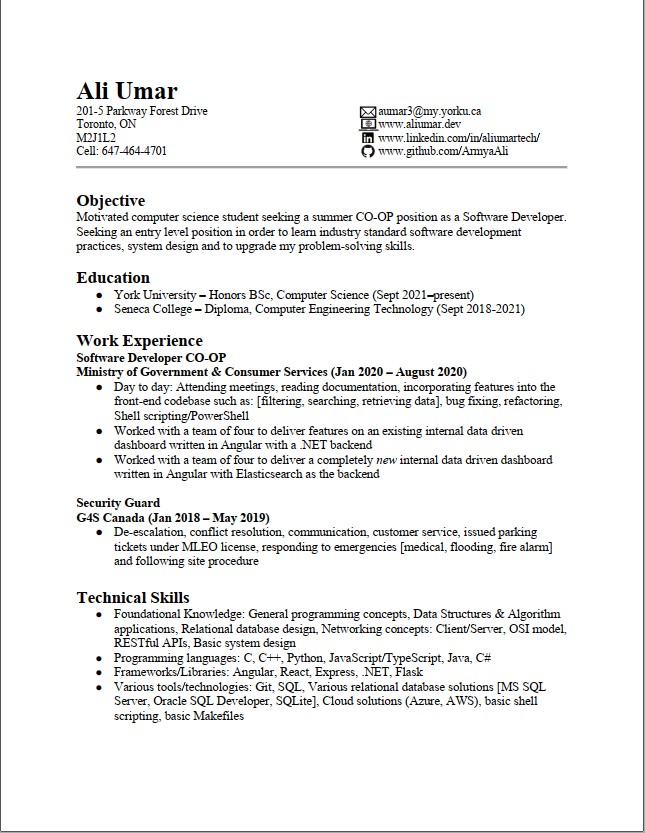 Ali Umar
201-5 Parkway Forest Drive
Toronto, ON
M2J1L2
Cell: 647-464-4701
aumar3@my.yorku.ca
www.aliumar.dev
www.linkedin.com/in/aliumartech/
www.github.com/ArmyaAli
Objective
Motivated computer science student seeking a summer CO-OP position as a Software Developer.
Seeking an entry level position in order to learn industry standard software development
practices, system design and to upgrade my problem-solving skills.
Education
● York University – Honors BSc, Computer Science (Sept 2021–present)
● Seneca College – Diploma, Computer Engineering Technology (Sept 2018-2021)
Work Experience
Software Developer CO-OP
Ministry of Government & Consumer Services (Jan 2020 – August 2020)
● Day to day: Attending meetings, reading documentation, incorporating features into the
front-end codebase such as: [filtering, searching, retrieving data], bug fixing, refactoring,
Shell scripting/PowerShell
● Worked with a team of four to deliver features on an existing internal data driven
dashboard written in Angular with a .NET backend
● Worked with a team of four to deliver a completely new internal data driven dashboard
written in Angular with Elasticsearch as the backend
Security Guard
G4S Canada (Jan 2018 – May 2019)
● De-escalation, conflict resolution, communication, customer service, issued parking
tickets under MLEO license, responding to emergencies [medical, flooding, fire alarm]
and following site procedure
Technical Skills
● Foundational Knowledge: General programming concepts, Data Structures & Algorithm
applications, Relational database design, Networking concepts: Client/Server, OSI model,
RESTful APIs, Basic system design
● Programming languages: C, C++, Python, JavaScript/TypeScript, Java, C#
● Frameworks/Libraries: Angular, React, Express, .NET, Flask
● Various tools/technologies: Git, SQL, Various relational database solutions [MS SQL
Server, Oracle SQL Developer, SQLite], Cloud solutions (Azure, AWS), basic shell
scripting, basic Makefiles